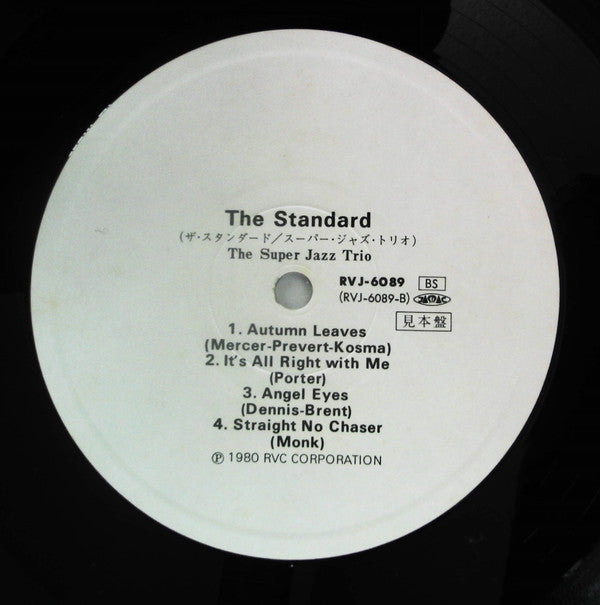 The Standard
(ザ・スタンダード／スーパー・ジャズ・トリオ)
The Super Jazz Trio
RVJ-6089 BS
(RVJ-6089-B)
見本盤
1. Autumn Leaves
(Mercer-Prevert-Kosma)
2. It's All Right with Me
(Porter)
3. Angel Eyes
(Dennis-Brent)
4. Straight No Chaser
(Monk)
Ⓟ 1980 RVC CORPORATION